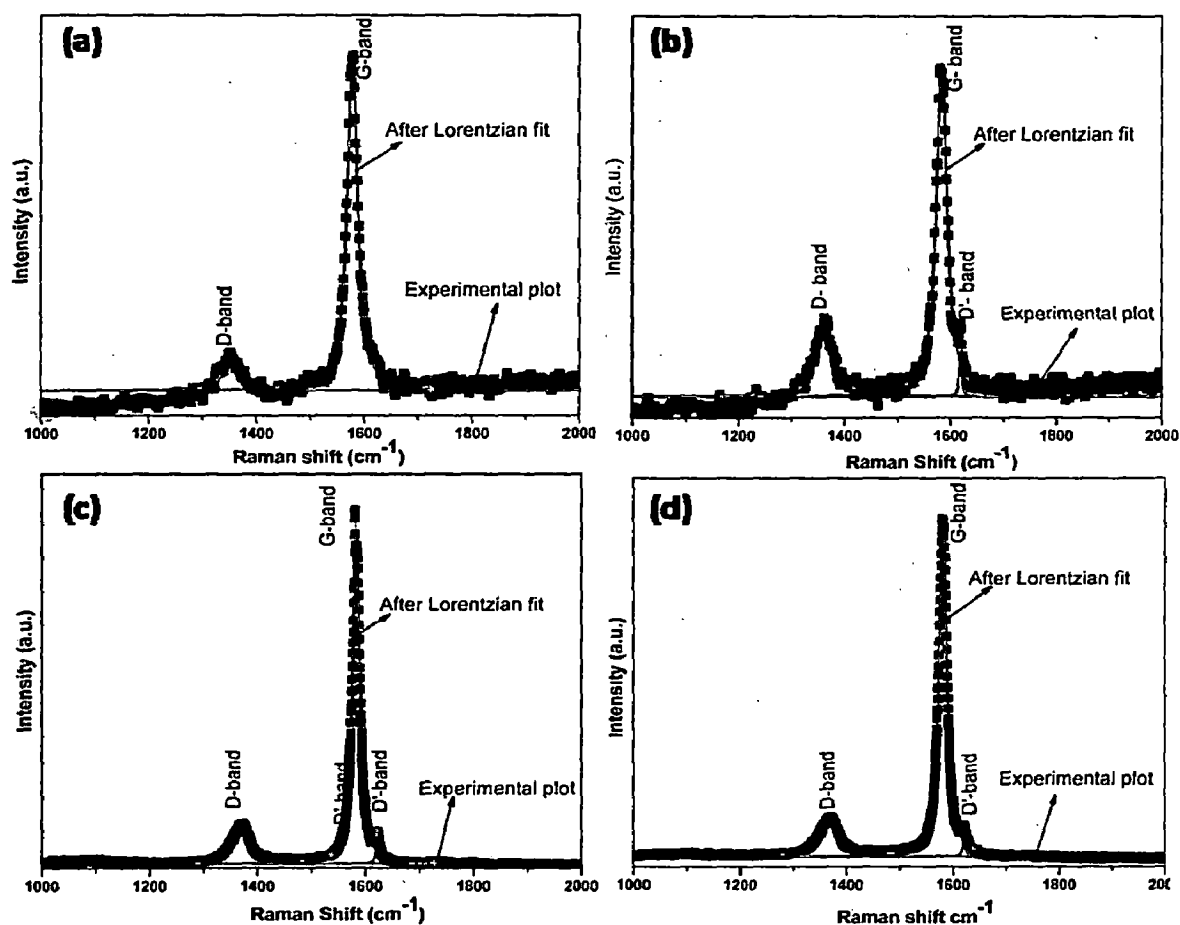 (a)
G-band
After Lorentzian fit
D-band
Experimental plot
Intensity (a.u.)
1000 1200 1400 1600 1800 2000
Raman shift (cm-1)
(b)
G- band
After Lorentzian fit
D- band
D'- band
Experimental plot
Intensity (a.u.)
1000 1200 1400 1600 1800 2000
Raman Shift (cm-1)
(c)
G-band
After Lorentzian fit
D-band
D'-band
D'-band
Experimental plot
Intensity (a.u.)
1000 1200 1400 1600 1800 2000
Raman Shift (cm-1)
(d)
G-band
After Lorentzian fit
D-band
D'-band
Experimental plot
Intensity (a.u.)
1000 1200 1400 1600 1800 200
Raman shift cm-1